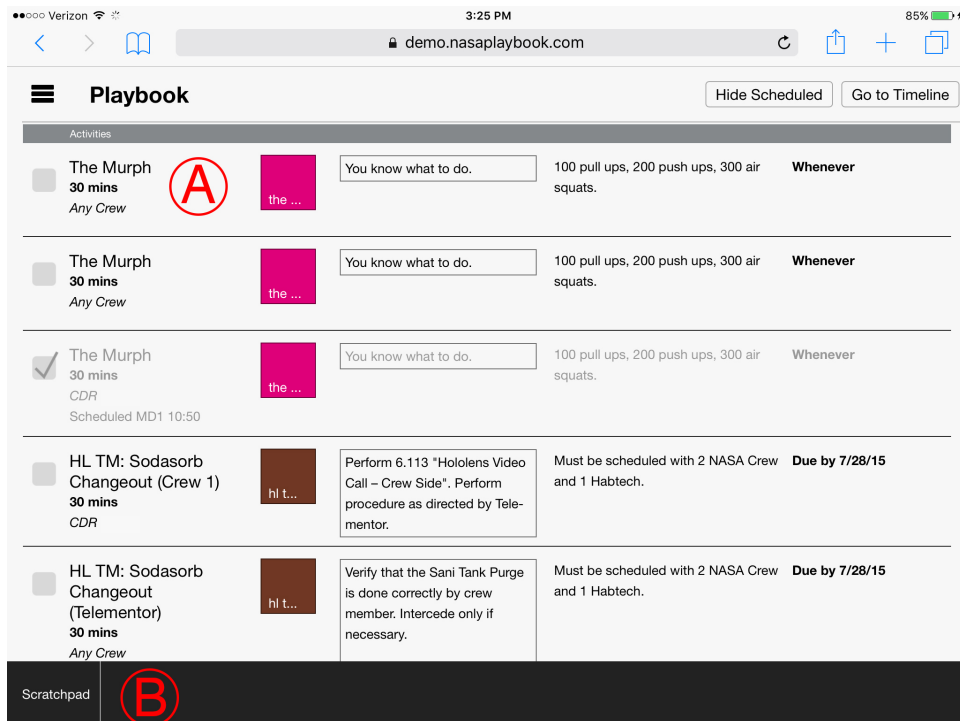 Verizon
3:25 PM
85%
demo.nasaplaybook.com
Playbook
Hide Scheduled
Go to Timeline
Activities
The Murph
30 mins
Any Crew
A
the ...
You know what to do.
100 pull ups, 200 push ups, 300 air
squats.
Whenever
The Murph
30 mins
Any Crew
the ...
You know what to do.
100 pull ups, 200 push ups, 300 air
squats.
Whenever
The Murph
30 mins
CDR
Scheduled MD1 10:50
the ...
You know what to do.
100 pull ups, 200 push ups, 300 air
squats.
Whenever
HL TM: Sodasorb
Changeout (Crew 1)
30 mins
CDR
hl t...
Perform 6.113 "Hololens Video
Call – Crew Side". Perform
procedure as directed by Tele-
mentor.
Must be scheduled with 2 NASA Crew
and 1 Habtech.
Due by 7/28/15
HL TM: Sodasorb
Changeout
(Telementor)
30 mins
Any Crew
hl t...
Verify that the Sani Tank Purge
is done correctly by crew
member. Intercede only if
necessary.
Must be scheduled with 2 NASA Crew
and 1 Habtech.
Due by 7/28/15
Scratchpad
B